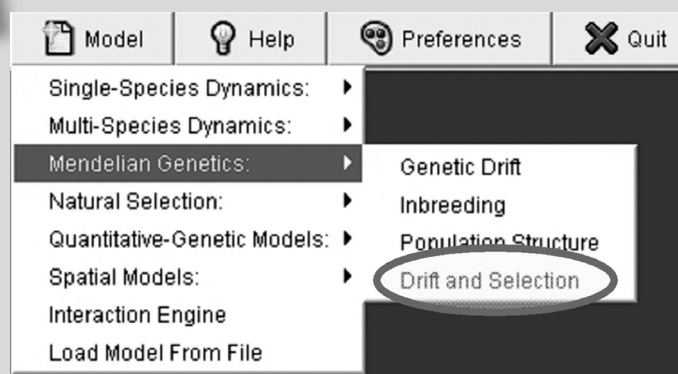 Model Help Preferences Quit
Single-Species Dynamics:
Multi-Species Dynamics:
Mendelian Genetics:
Natural Selection:
Quantitative-Genetic Models:
Spatial Models:
Interaction Engine
Load Model From File
Genetic Drift
Inbreeding
Population Structure
Drift and Selection